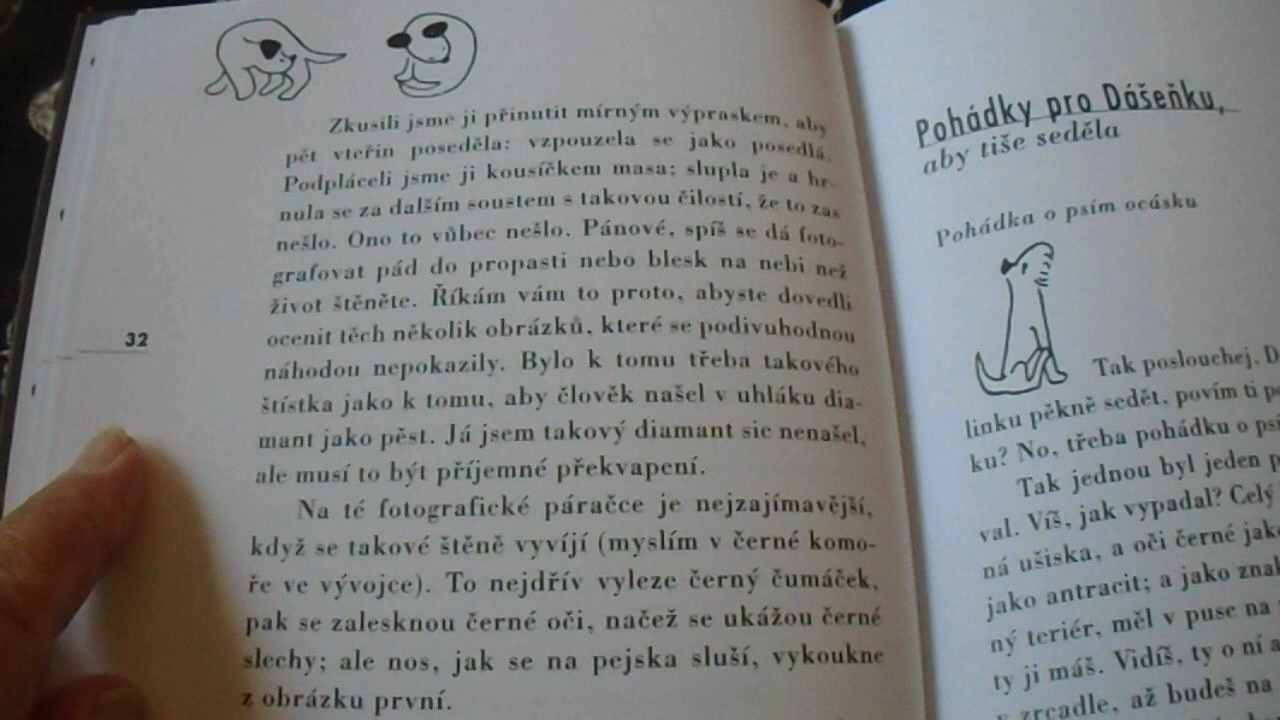 Zkusili jsme ji přinutit mírným výpraskem, aby
pět vteřin poseděla: vzpouzela se jako posedlá.
Podpláceli jsme ji kousíčkem masa; slupla je a hr-
nula se za dalším soustem s takovou čilostí, že to zas
nešlo. Ono to vůbec nešlo. Pánové, spíš se dá foto-
grafovat pád do propasti nebo blesk na nebi než
život štěněte. Říkám vám to proto, abyste dovedli
ocenit těch několik obrázků, které se podivuhodnou
náhodou nepokazily. Bylo k tomu třeba takového
štístka jako k tomu, aby člověk našel v uhláku dia-
mant jako pěst. Já jsem takový diamant sic nenašel,
ale musí to být příjemné překvapení.
Na té fotografické páračce je nejzajímavější,
když se takové štěně vyvíjí (myslím v černé komo-
ře ve vývojce). To nejdřív vyleze černý čumáček,
pak se zalesknou černé oči, načež se ukážou černé
slechy; ale nos, jak se na pejska sluší, vykoukne
z obrázku první.
32
Pohádky pro Dášeňku,
aby tiše seděla
Pohádka o psím ocásku
Tak poslouchej, D
linku pěkně sedět, povím ti
ku? No, třeba pohádku o
Tak jednou byl jeden
val. Víš, jak vypadal? Celý
ná ušiska, a oči černé
jako antracit; a jako
ný teriér, měl v puse na
ty ji máš. Vidíš, ty o ní
zrcadle, až budeš na